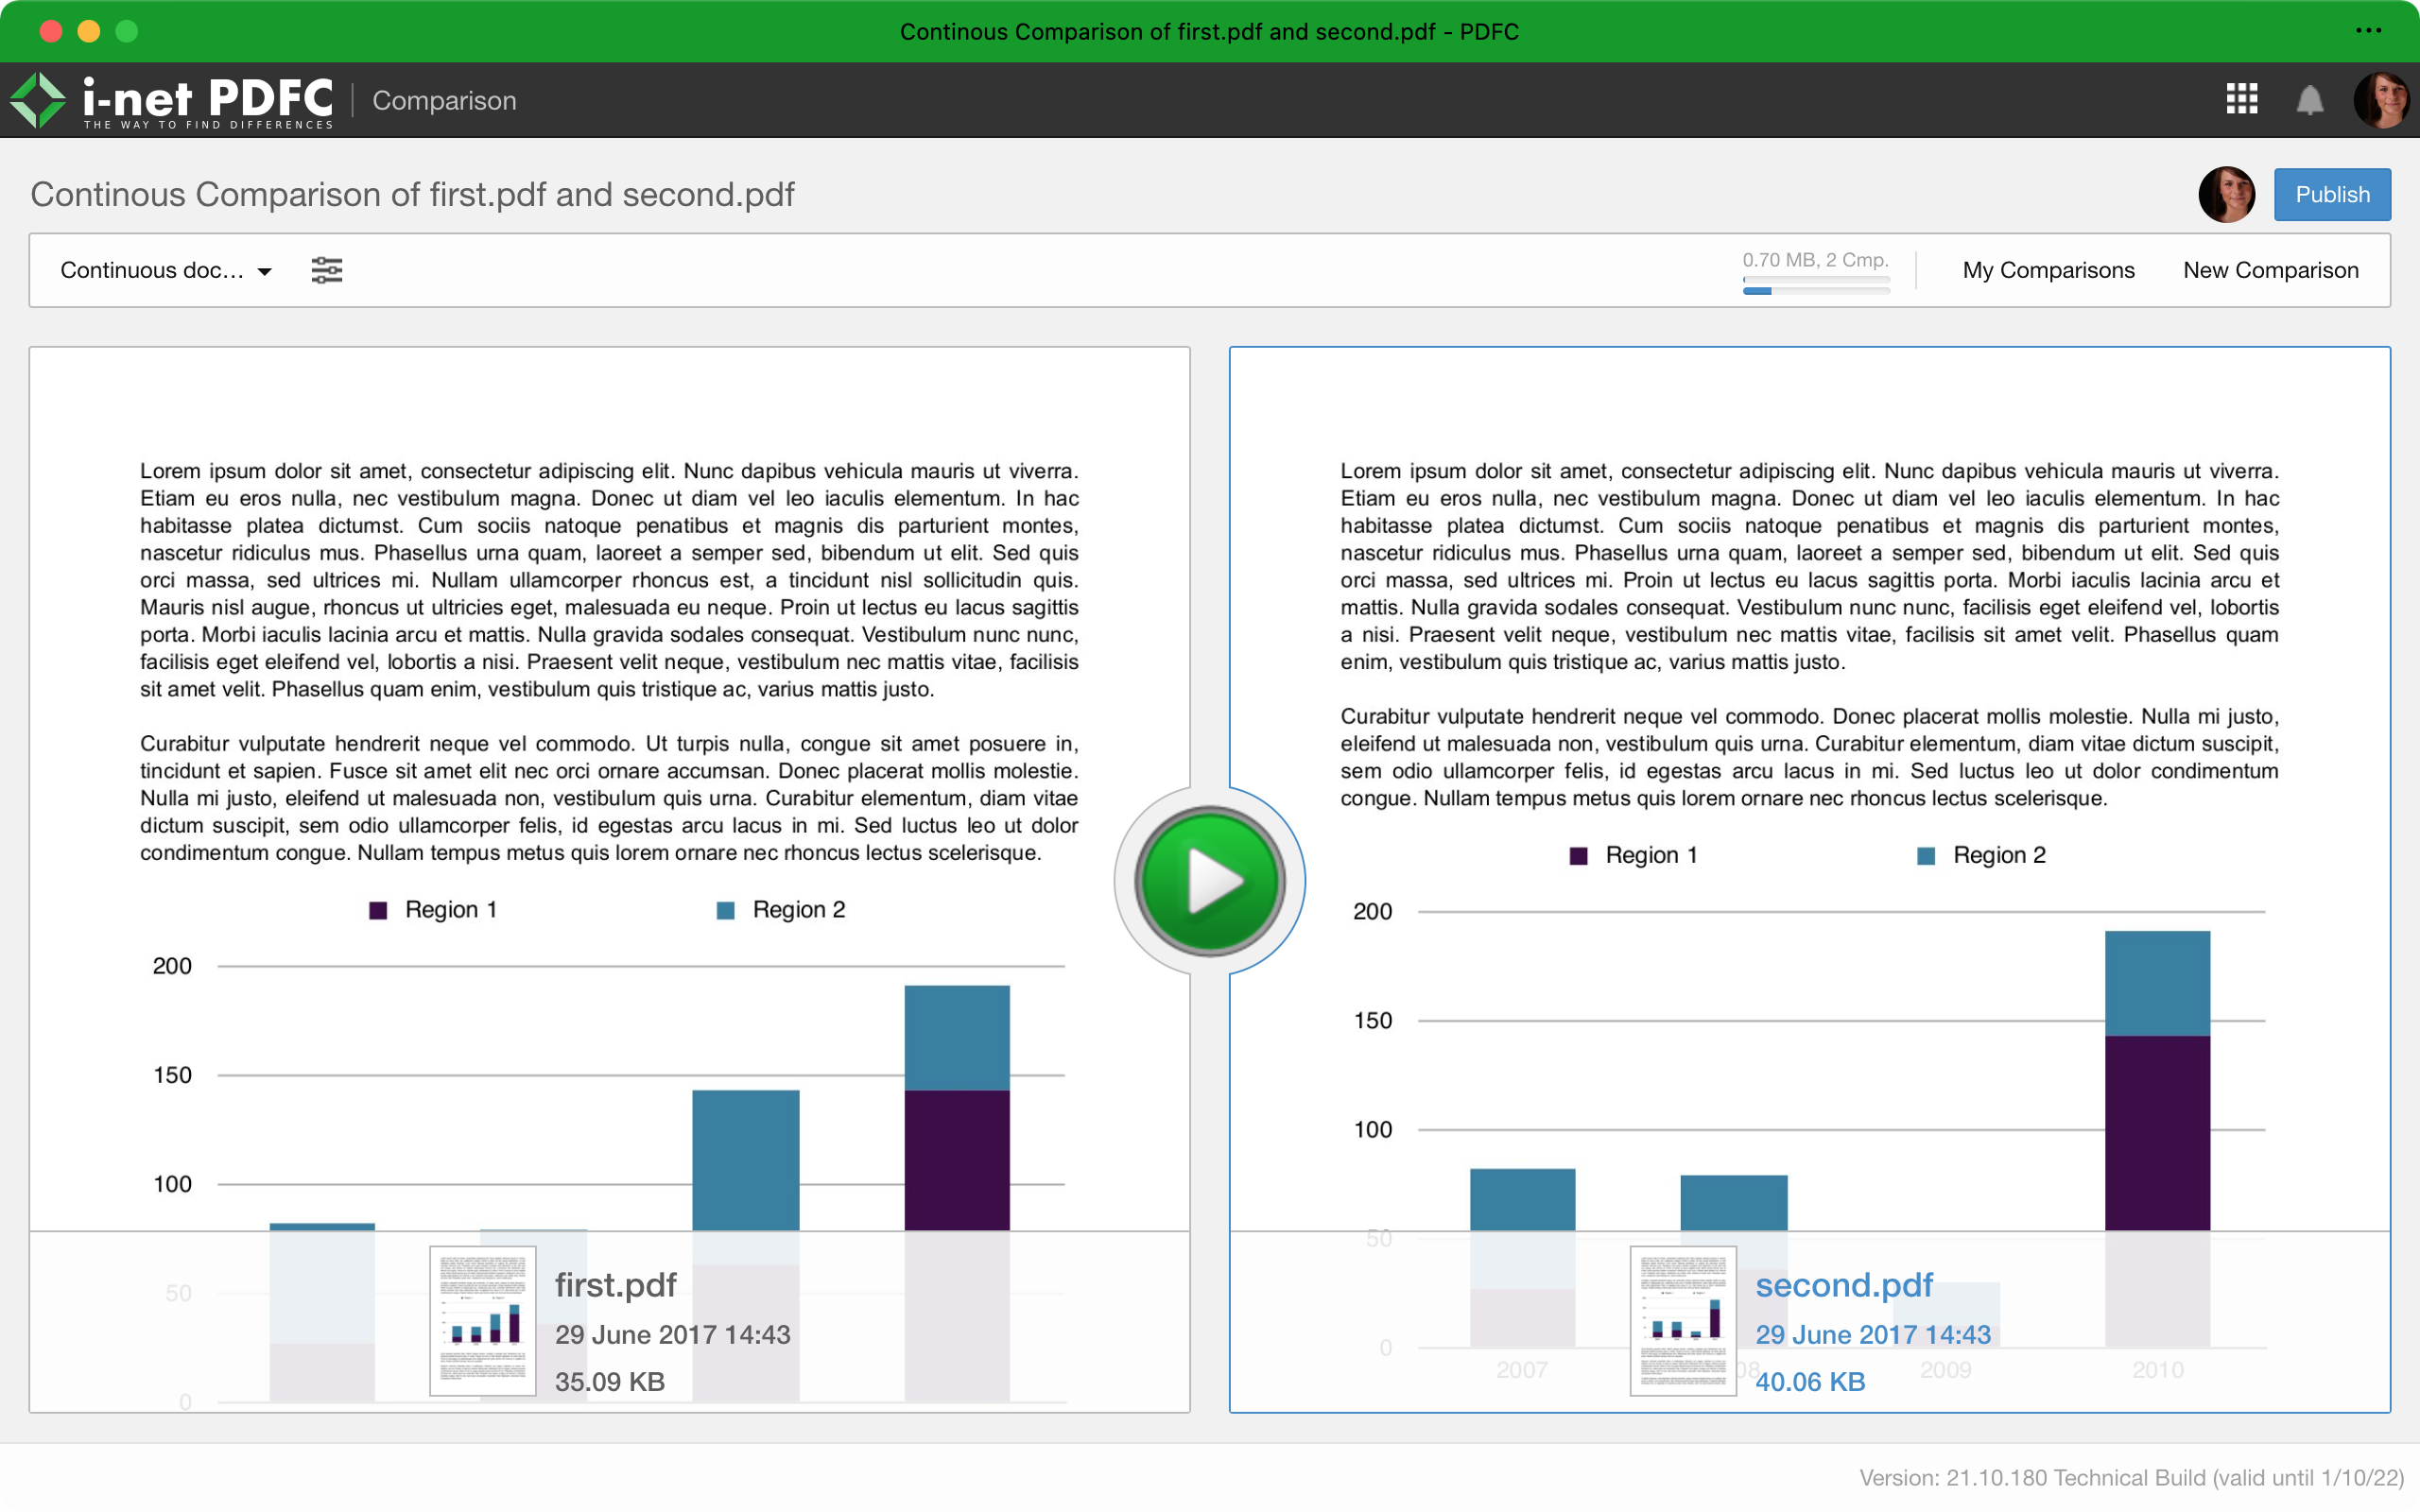 Continous Comparison of first.pdf and second.pdf - PDFC
i-net PDFC
THE WAY TO FIND DIFFERENCES
Comparison
Continous Comparison of first.pdf and second.pdf
Publish
Continuous doc...
0.70 MB, 2 Cmp.
My Comparisons
New Comparison
Lorem ipsum dolor sit amet, consectetur adipiscing elit. Nunc dapibus vehicula mauris ut viverra.
Etiam eu eros nulla, nec vestibulum magna. Donec ut diam vel leo iaculis elementum. In hac
habitasse platea dictumst. Cum sociis natoque penatibus et magnis dis parturient montes,
nascetur ridiculus mus. Phasellus urna quam, laoreet a semper sed, bibendum ut elit. Sed quis
orci massa, sed ultrices mi. Nullam ullamcorper rhoncus est, a tincidunt nisl sollicitudin quis.
Mauris nisl augue, rhoncus ut ultricies eget, malesuada eu neque. Proin ut lectus eu lacus sagittis
porta. Morbi iaculis lacinia arcu et mattis. Nulla gravida sodales consequat. Vestibulum nunc nunc,
facilisis eget eleifend vel, lobortis a nisi. Praesent velit neque, vestibulum nec mattis vitae, facilisis
sit amet velit. Phasellus quam enim, vestibulum quis tristique ac, varius mattis justo.
Curabitur vulputate hendrerit neque vel commodo. Ut turpis nulla, congue sit amet posuere in,
tincidunt et sapien. Fusce sit amet elit nec orci ornare accumsan. Donec placerat mollis molestie.
Nulla mi justo, eleifend ut malesuada non, vestibulum quis urna. Curabitur elementum, diam vitae
dictum suscipit, sem odio ullamcorper felis, id egestas arcu lacus in mi. Sed luctus leo ut dolor
condimentum congue. Nullam tempus metus quis lorem ornare nec rhoncus lectus scelerisque.
Region 1
Region 2
200
150
100
50
0
first.pdf
29 June 2017 14:43
35.09 KB
Lorem ipsum dolor sit amet, consectetur adipiscing elit. Nunc dapibus vehicula mauris ut viverra.
Etiam eu eros nulla, nec vestibulum magna. Donec ut diam vel leo iaculis elementum. In hac
habitasse platea dictumst. Cum sociis natoque penatibus et magnis dis parturient montes,
nascetur ridiculus mus. Phasellus urna quam, laoreet a semper sed, bibendum ut elit. Sed quis
orci massa, sed ultrices mi. Proin ut lectus eu lacus sagittis porta. Morbi iaculis lacinia arcu et
mattis. Nulla gravida sodales consequat. Vestibulum nunc nunc, facilisis eget eleifend vel, lobortis
a nisi. Praesent velit neque, vestibulum nec mattis vitae, facilisis sit amet velit. Phasellus quam
enim, vestibulum quis tristique ac, varius mattis justo.
Curabitur vulputate hendrerit neque vel commodo. Donec placerat mollis molestie. Nulla mi justo,
eleifend ut malesuada non, vestibulum quis urna. Curabitur elementum, diam vitae dictum suscipit,
sem odio ullamcorper felis, id egestas arcu lacus in mi. Sed luctus leo ut dolor condimentum
congue. Nullam tempus metus quis lorem ornare nec rhoncus lectus scelerisque.
Region 1
Region 2
200
150
100
50
0
2007
08
2009
2010
second.pdf
29 June 2017 14:43
40.06 KB
Version: 21.10.180 Technical Build (valid until 1/10/22)